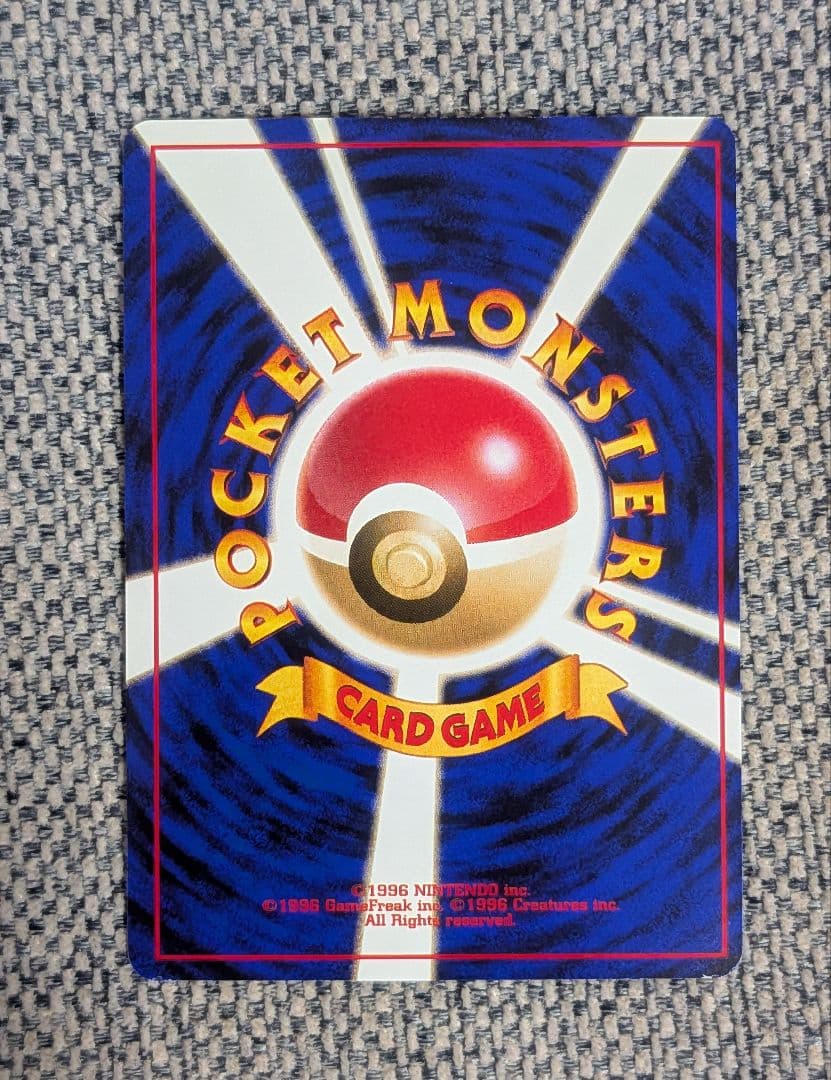 POCKET MONSTERS
CARD GAME
©1996 NINTENDO inc.
©1996 GameFreak inc. ©1996 Creatures inc.
All Rights reserved.